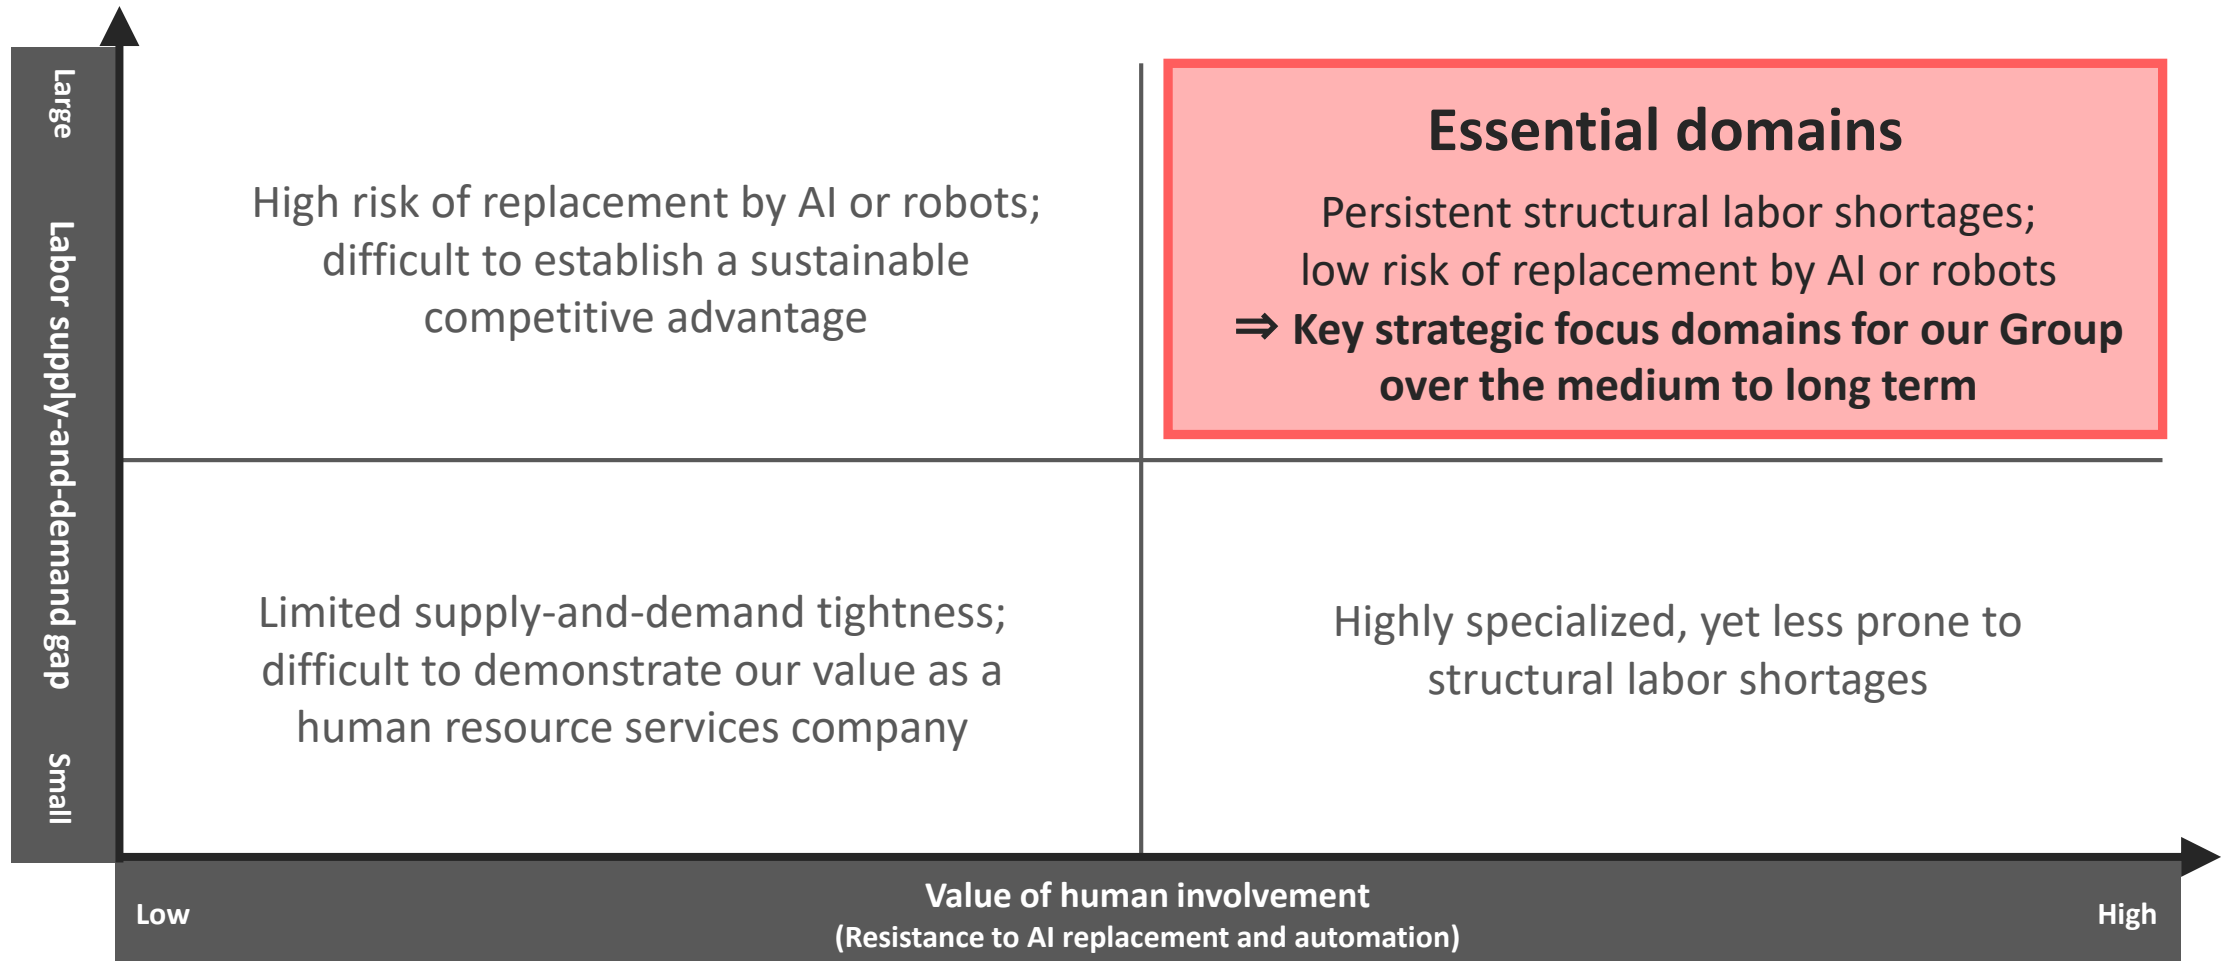 Large
Labor supply-and-demand gap
Small
High risk of replacement by AI or robots;
difficult to establish a sustainable
competitive advantage
Essential domains
Persistent structural labor shortages;
low risk of replacement by AI or robots
⇒ Key strategic focus domains for our Group
over the medium to long term
Limited supply-and-demand tightness;
difficult to demonstrate our value as a
human resource services company
Highly specialized, yet less prone to
structural labor shortages
Low
Value of human involvement
(Resistance to AI replacement and automation)
High